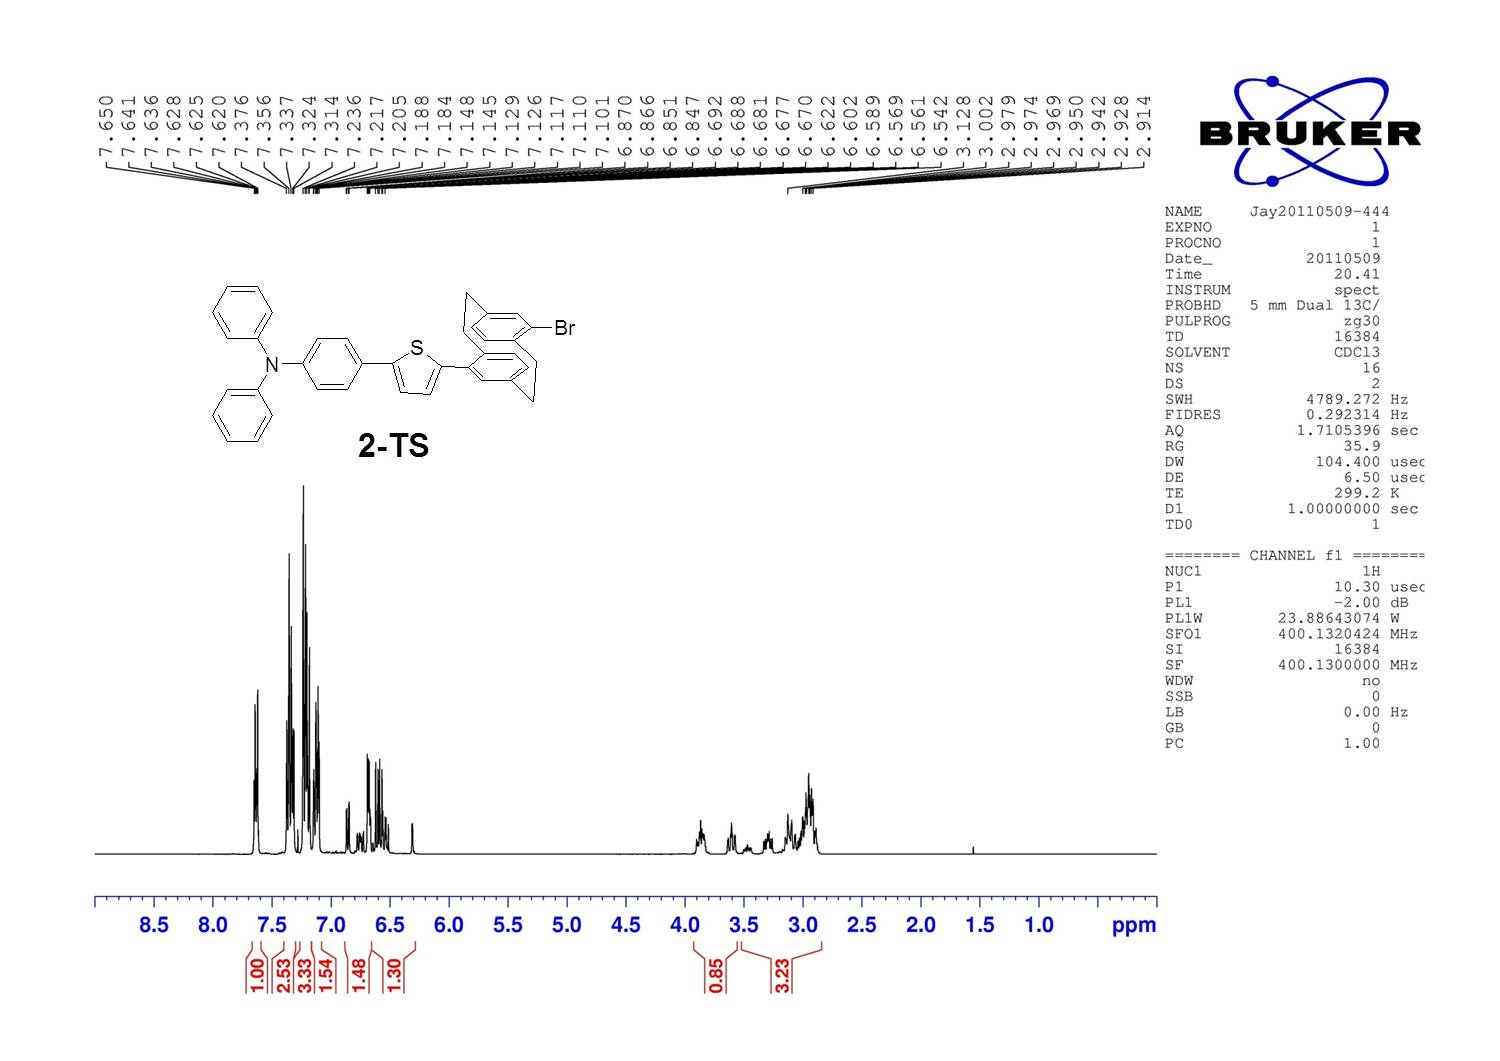 7.650
7.641
7.636
7.628
7.625
7.620
7.376
7.356
7.337
7.324
7.314
7.236
7.217
7.205
7.188
7.184
7.148
7.145
7.129
7.126
7.117
7.110
7.101
6.870
6.866
6.851
6.847
6.692
6.688
6.681
6.677
6.670
6.622
6.602
6.589
6.569
6.561
6.542
3.128
3.002
2.979
2.974
2.969
2.950
2.942
2.928
2.914
BRUKER
NAME Jay20110509-444
EXPNO 1
PROCNO 1
Date_ 20110509
Time 20.41
INSTRUM spect
PROBHD 5 mm Dual 13C/
PULPROG zg30
TD 16384
SOLVENT CDCl3
NS 16
DS 2
SWH 4789.272 Hz
FIDRES 0.292314 Hz
AQ 1.7105396 sec
RG 35.9
DW 104.400 usec
DE 6.50 usec
TE 299.2 K
D1 1.00000000 sec
TD0 1
======== CHANNEL f1 ========
NUC1 1H
P1 10.30 usec
PL1 -2.00 dB
PL1W 23.88643074 W
SFO1 400.1320424 MHz
SI 16384
SF 400.1300000 MHz
WDW no
SSB 0
LB 0.00 Hz
GB 0
PC 1.00
Br
S
N
2-TS
8.5 8.0 7.5 7.0 6.5 6.0 5.5 5.0 4.5 4.0 3.5 3.0 2.5 2.0 1.5 1.0 ppm
1.00
2.53
3.33
1.54
1.48
1.30
0.85
3.23